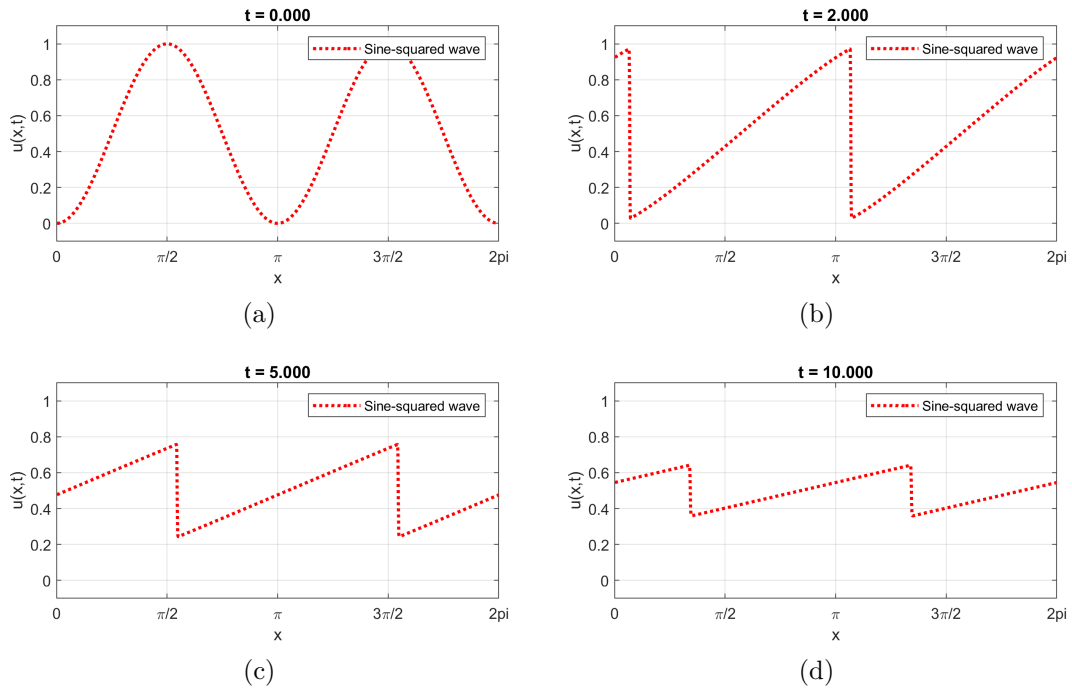 t = 0.000
Sine-squared wave
u(x,t)
1
0.8
0.6
0.4
0.2
0
0 π/2 π 3π/2 2pi
x
(a)
t = 2.000
Sine-squared wave
u(x,t)
1
0.8
0.6
0.4
0.2
0
0 π/2 π 3π/2 2pi
x
(b)
t = 5.000
Sine-squared wave
u(x,t)
1
0.8
0.6
0.4
0.2
0
0 π/2 π 3π/2 2pi
x
(c)
t = 10.000
Sine-squared wave
u(x,t)
1
0.8
0.6
0.4
0.2
0
0 π/2 π 3π/2 2pi
x
(d)